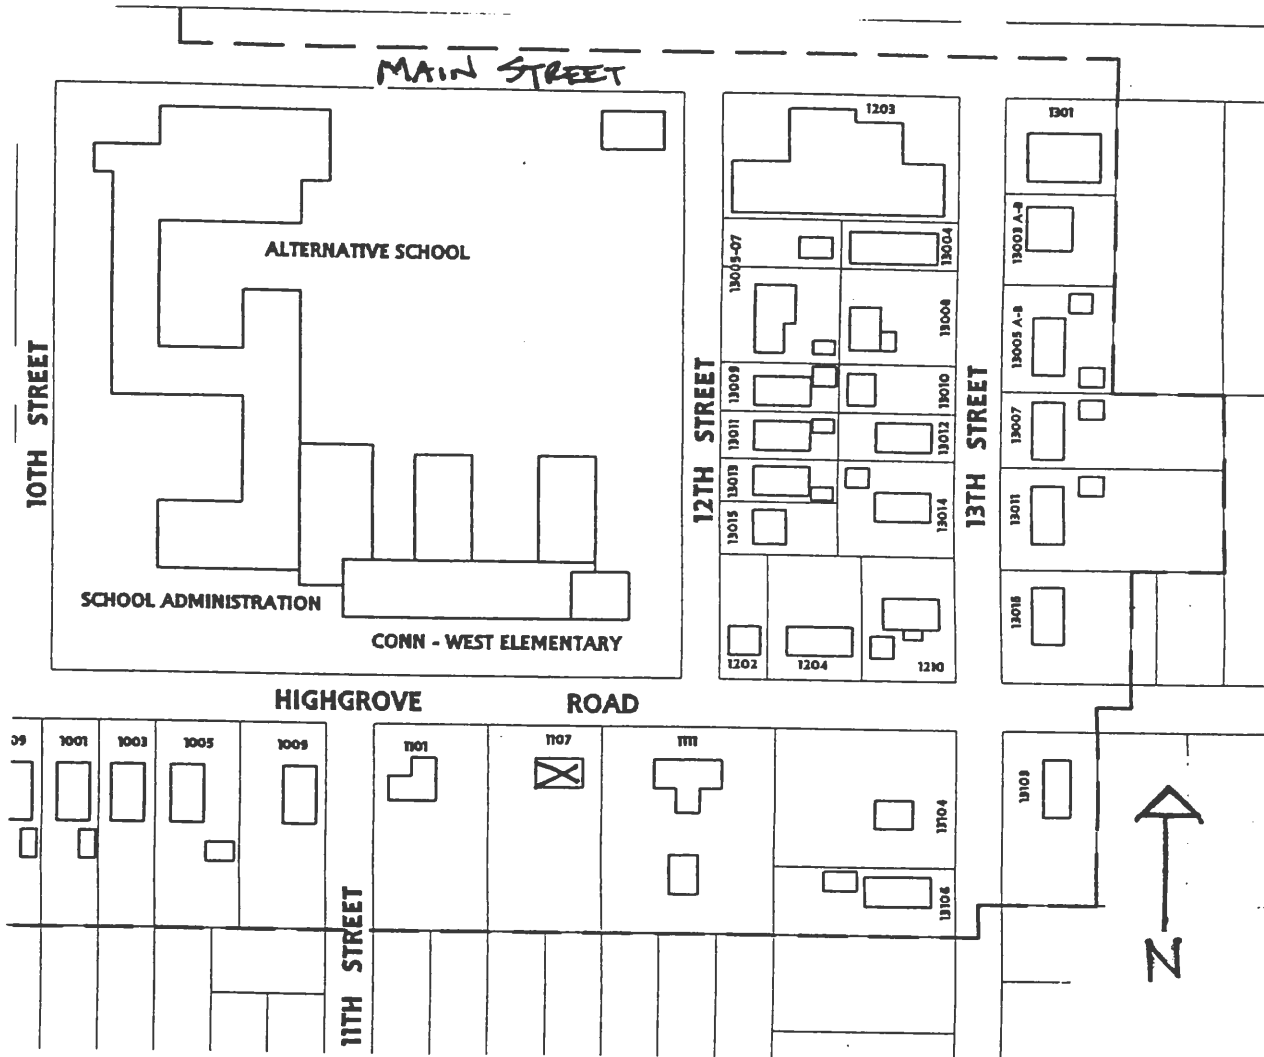 MAIN STREET
1203
1301
13003 A-B
13004
13005-07
ALTERNATIVE SCHOOL
13008
13005 A-B
10TH STREET
12TH STREET
13TH STREET
13009
13010
13007
13011
13012
13013
13014
13011
13015
13015
SCHOOL ADMINISTRATION
CONN - WEST ELEMENTARY
1202
1204
1210
HIGHGROVE ROAD
09
1001
1003
1005
1009
1101
1107
1111
13103
13104
13106
11TH STREET
N